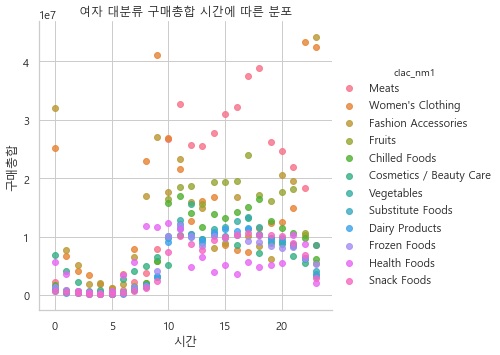 여자 대분류 구매총합 시간에 따른 분포
1e7
4
3
2
1
0
구매총합
0
5
10
15
20
시간
clac_nm1
Meats
Women's Clothing
Fashion Accessories
Fruits
Chilled Foods
Cosmetics / Beauty Care
Vegetables
Substitute Foods
Dairy Products
Frozen Foods
Health Foods
Snack Foods